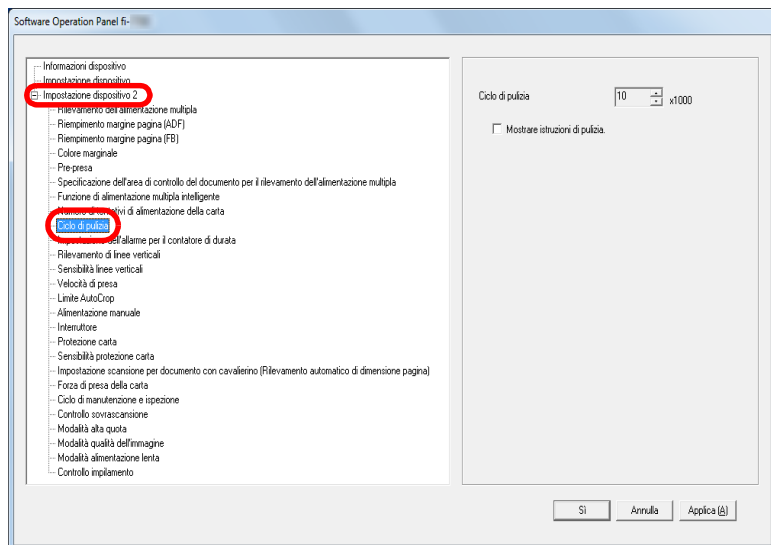 Software Operation Panel fi-
Informazioni dispositivo
Impostazione dispositivo
Impostazione dispositivo 2
Rilevamento dell'alimentazione multipla
Riempimento margine pagina (ADF)
Riempimento margine pagina (FB)
Colore marginale
Pre-presa
Specificazione dell'area di controllo del documento per il rilevamento dell'alimentazione multipla
Funzione di alimentazione multipla intelligente
Numero di tentativi di alimentazione della carta
Ciclo di pulizia
Impostazione dell'allarme per il contatore di durata
Rilevamento di linee verticali
Sensibilità linee verticali
Velocità di presa
Limite AutoCrop
Alimentazione manuale
Interruttore
Protezione carta
Sensibilità protezione carta
Impostazione scansione per documento con cavalierino (Rilevamento automatico di dimensione pagina)
Forza di presa della carta
Ciclo di manutenzione e ispezione
Controllo sovrascansione
Modalità alta quota
Modalità qualità dell'immagine
Modalità alimentazione lenta
Controllo impilamento
Ciclo di pulizia 10 x1000
Mostrare istruzioni di pulizia.
Sì Annulla Applica (A)